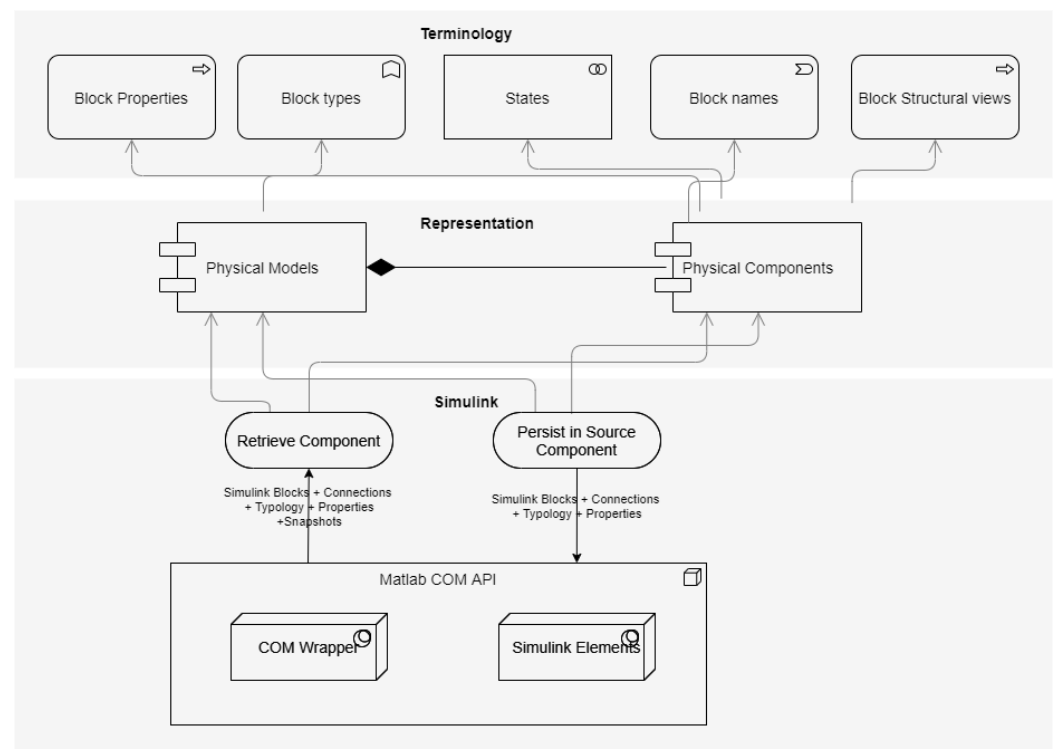 Terminology
Block Properties
Block types
States
Block names
Block Structural views
Representation
Physical Models
Physical Components
Simulink
Retrieve Component
Persist in Source
Component
Simulink Blocks + Connections
+ Typology + Properties
+Snapshots
Simulink Blocks + Connections
+ Typology + Properties
Matlab COM API
COM Wrapper
Simulink Elements